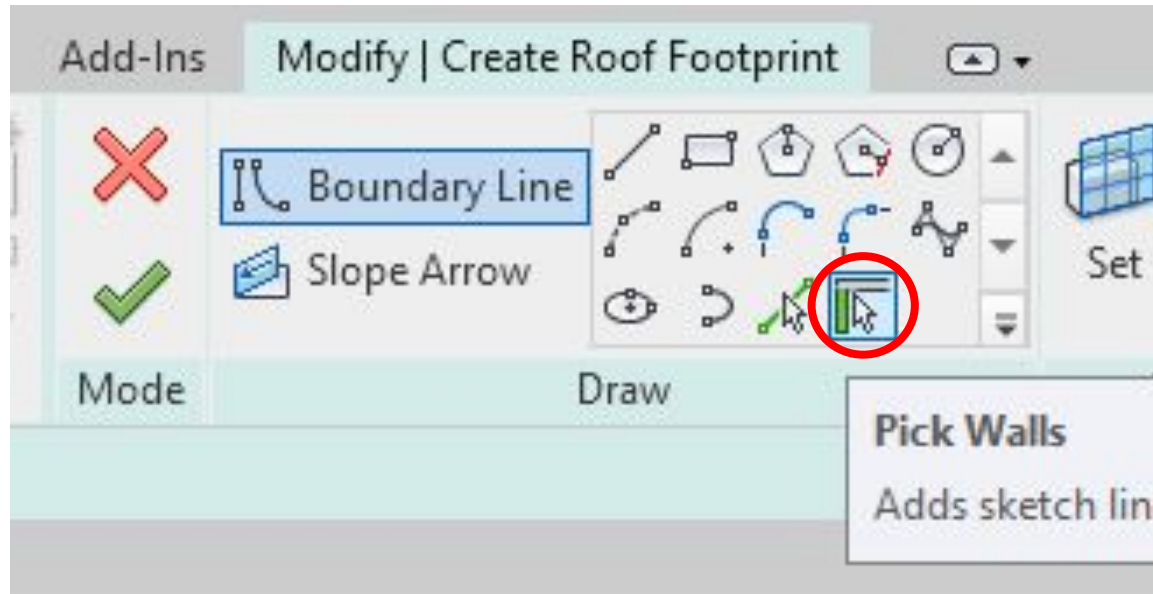 Add-Ins Modify | Create Roof Footprint
Boundary Line
Slope Arrow
Set
Mode Draw
Pick Walls
Adds sketch lin